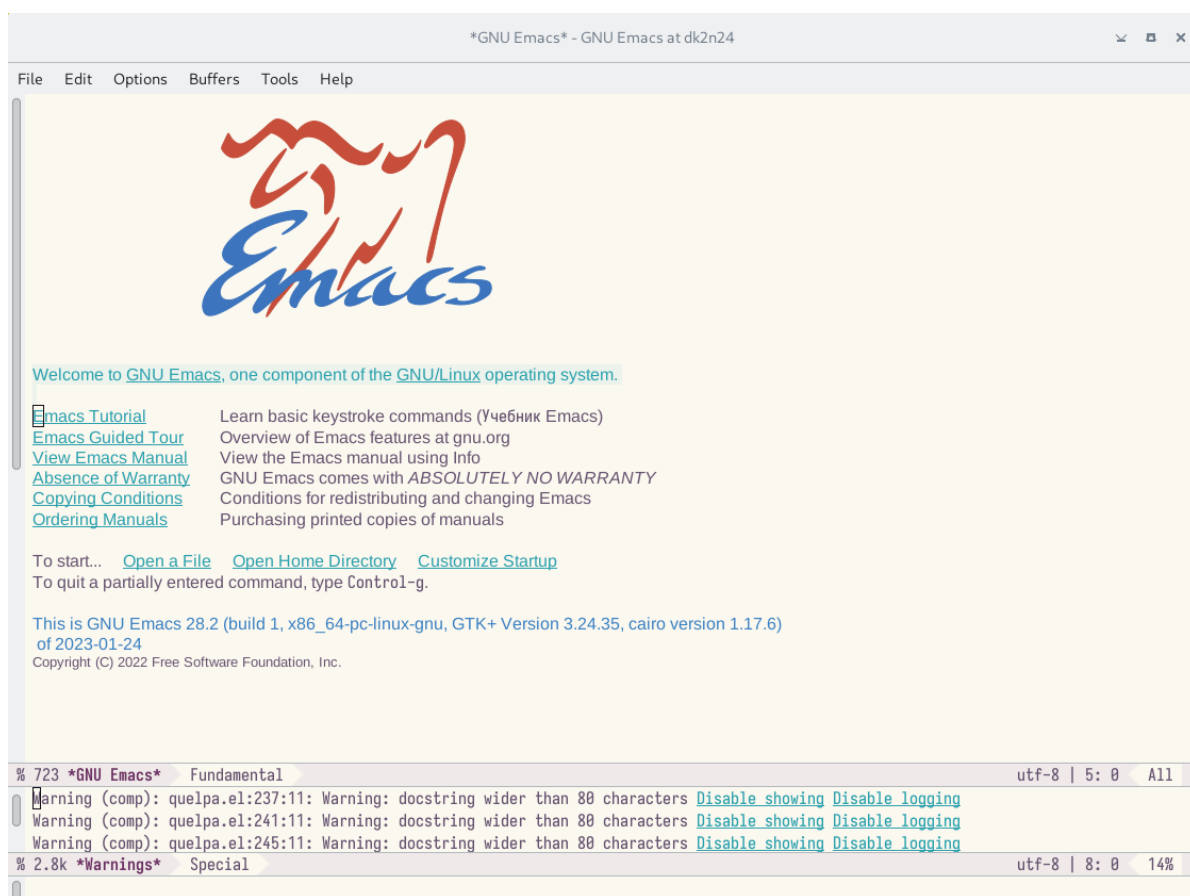 *GNU Emacs* - GNU Emacs at dk2n24
File Edit Options Buffers Tools Help
Emacs
Welcome to GNU Emacs, one component of the GNU/Linux operating system.
Emacs Tutorial Learn basic keystroke commands (Учебник Emacs)
Emacs Guided Tour Overview of Emacs features at gnu.org
View Emacs Manual View the Emacs manual using Info
Absence of Warranty GNU Emacs comes with ABSOLUTELY NO WARRANTY
Copying Conditions Conditions for redistributing and changing Emacs
Ordering Manuals Purchasing printed copies of manuals
To start... Open a File Open Home Directory Customize Startup
To quit a partially entered command, type Control-g.
This is GNU Emacs 28.2 (build 1, x86_64-pc-linux-gnu, GTK+ Version 3.24.35, cairo version 1.17.6)
of 2023-01-24
Copyright (C) 2022 Free Software Foundation, Inc.
% 723 *GNU Emacs* Fundamental utf-8 | 5: 0 All
Warning (comp): quelpa.el:237:11: Warning: docstring wider than 80 characters Disable showing Disable logging
Warning (comp): quelpa.el:241:11: Warning: docstring wider than 80 characters Disable showing Disable logging
Warning (comp): quelpa.el:245:11: Warning: docstring wider than 80 characters Disable showing Disable logging
% 2.8k *Warnings* Special utf-8 | 8: 0 14%